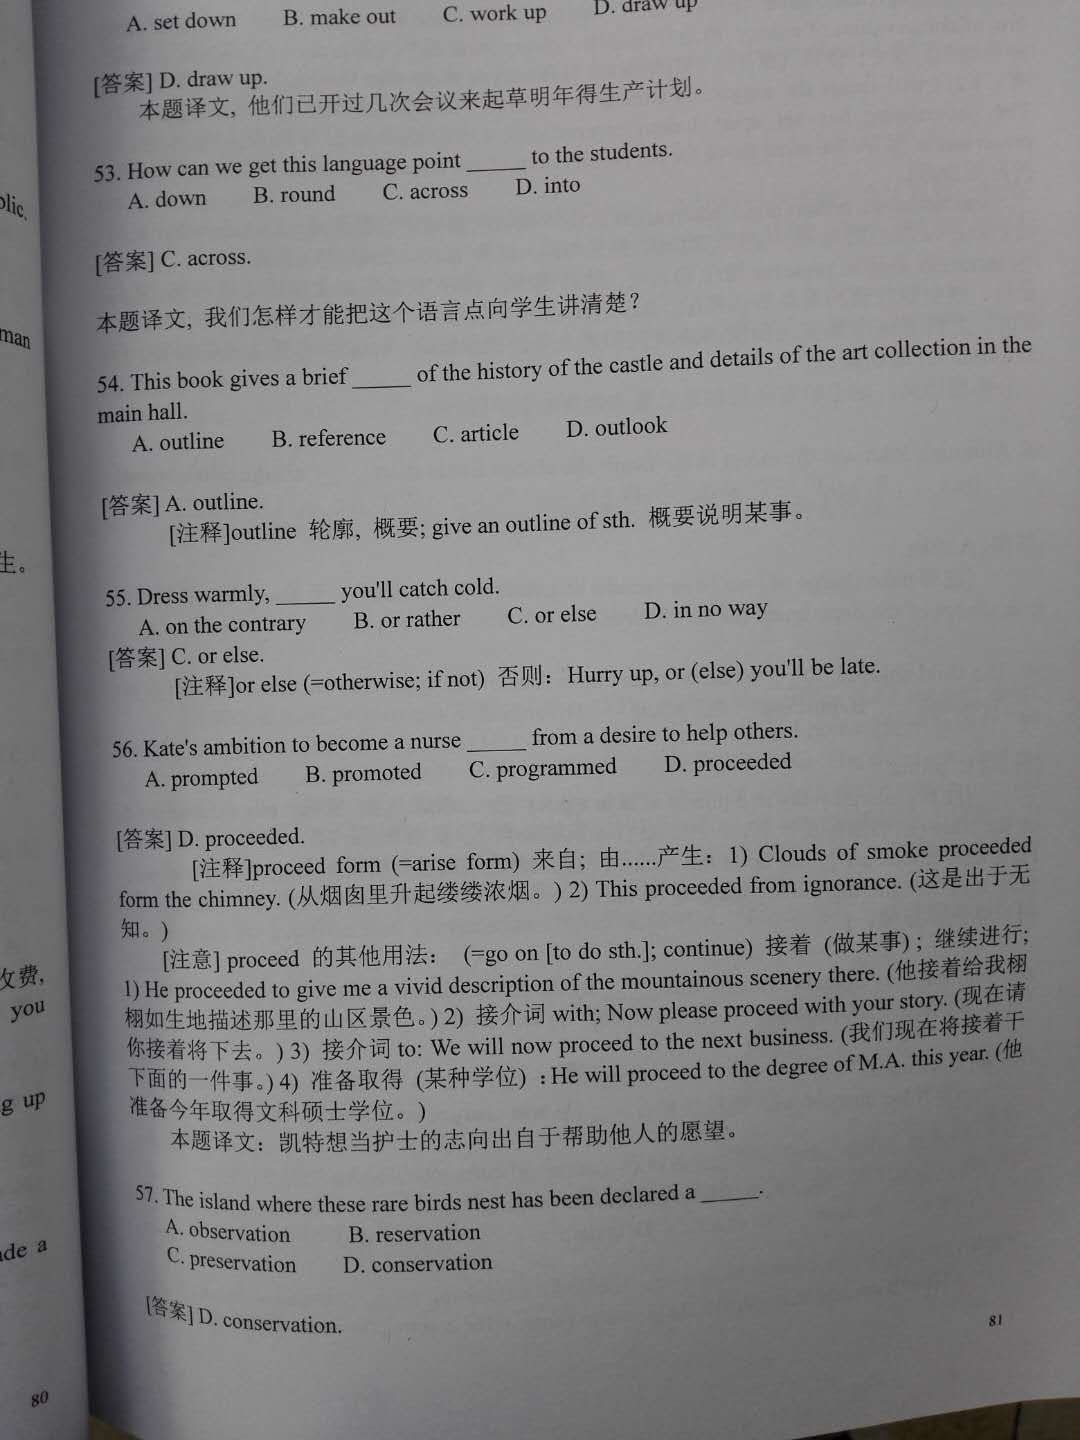 A. set down B. make out C. work up D. draw up
[答案] D. draw up.
本题译文, 他们已开过几次会议来起草明年得生产计划。
53. How can we get this language point _____ to the students.
A. down B. round C. across D. into
[答案] C. across.
本题译文, 我们怎样才能把这个语言点向学生讲清楚?
54. This book gives a brief _____ of the history of the castle and details of the art collection in the
main hall.
A. outline B. reference C. article D. outlook
[答案] A. outline.
[注释]outline 轮廓, 概要; give an outline of sth. 概要说明某事。
55. Dress warmly, _____ you'll catch cold.
A. on the contrary B. or rather C. or else D. in no way
[答案] C. or else.
[注释]or else (=otherwise; if not) 否则: Hurry up, or (else) you'll be late.
56. Kate's ambition to become a nurse _____ from a desire to help others.
A. prompted B. promoted C. programmed D. proceeded
[答案] D. proceeded.
[注释]proceed form (=arise form) 来自; 由......产生: 1) Clouds of smoke proceeded
form the chimney. (从烟囱里升起缕缕浓烟。) 2) This proceeded from ignorance. (这是出于无
知。)
[注意] proceed 的其他用法: (=go on [to do sth.]; continue) 接着 (做某事) ; 继续进行;
1) He proceeded to give me a vivid description of the mountainous scenery there. (他接着给我栩
栩如生地描述那里的山区景色。) 2) 接介词 with; Now please proceed with your story. (现在请
你接着将下去。) 3) 接介词 to: We will now proceed to the next business. (我们现在将接着干
下面的一件事。) 4) 准备取得 (某种学位) : He will proceed to the degree of M.A. this year. (他
准备今年取得文科硕士学位。)
本题译文: 凯特想当护士的志向出自于帮助他人的愿望。
57. The island where these rare birds nest has been declared a _____.
A. observation B. reservation
C. preservation D. conservation
[答案] D. conservation.
81
man
生。
收费,
you
g up
de a
80